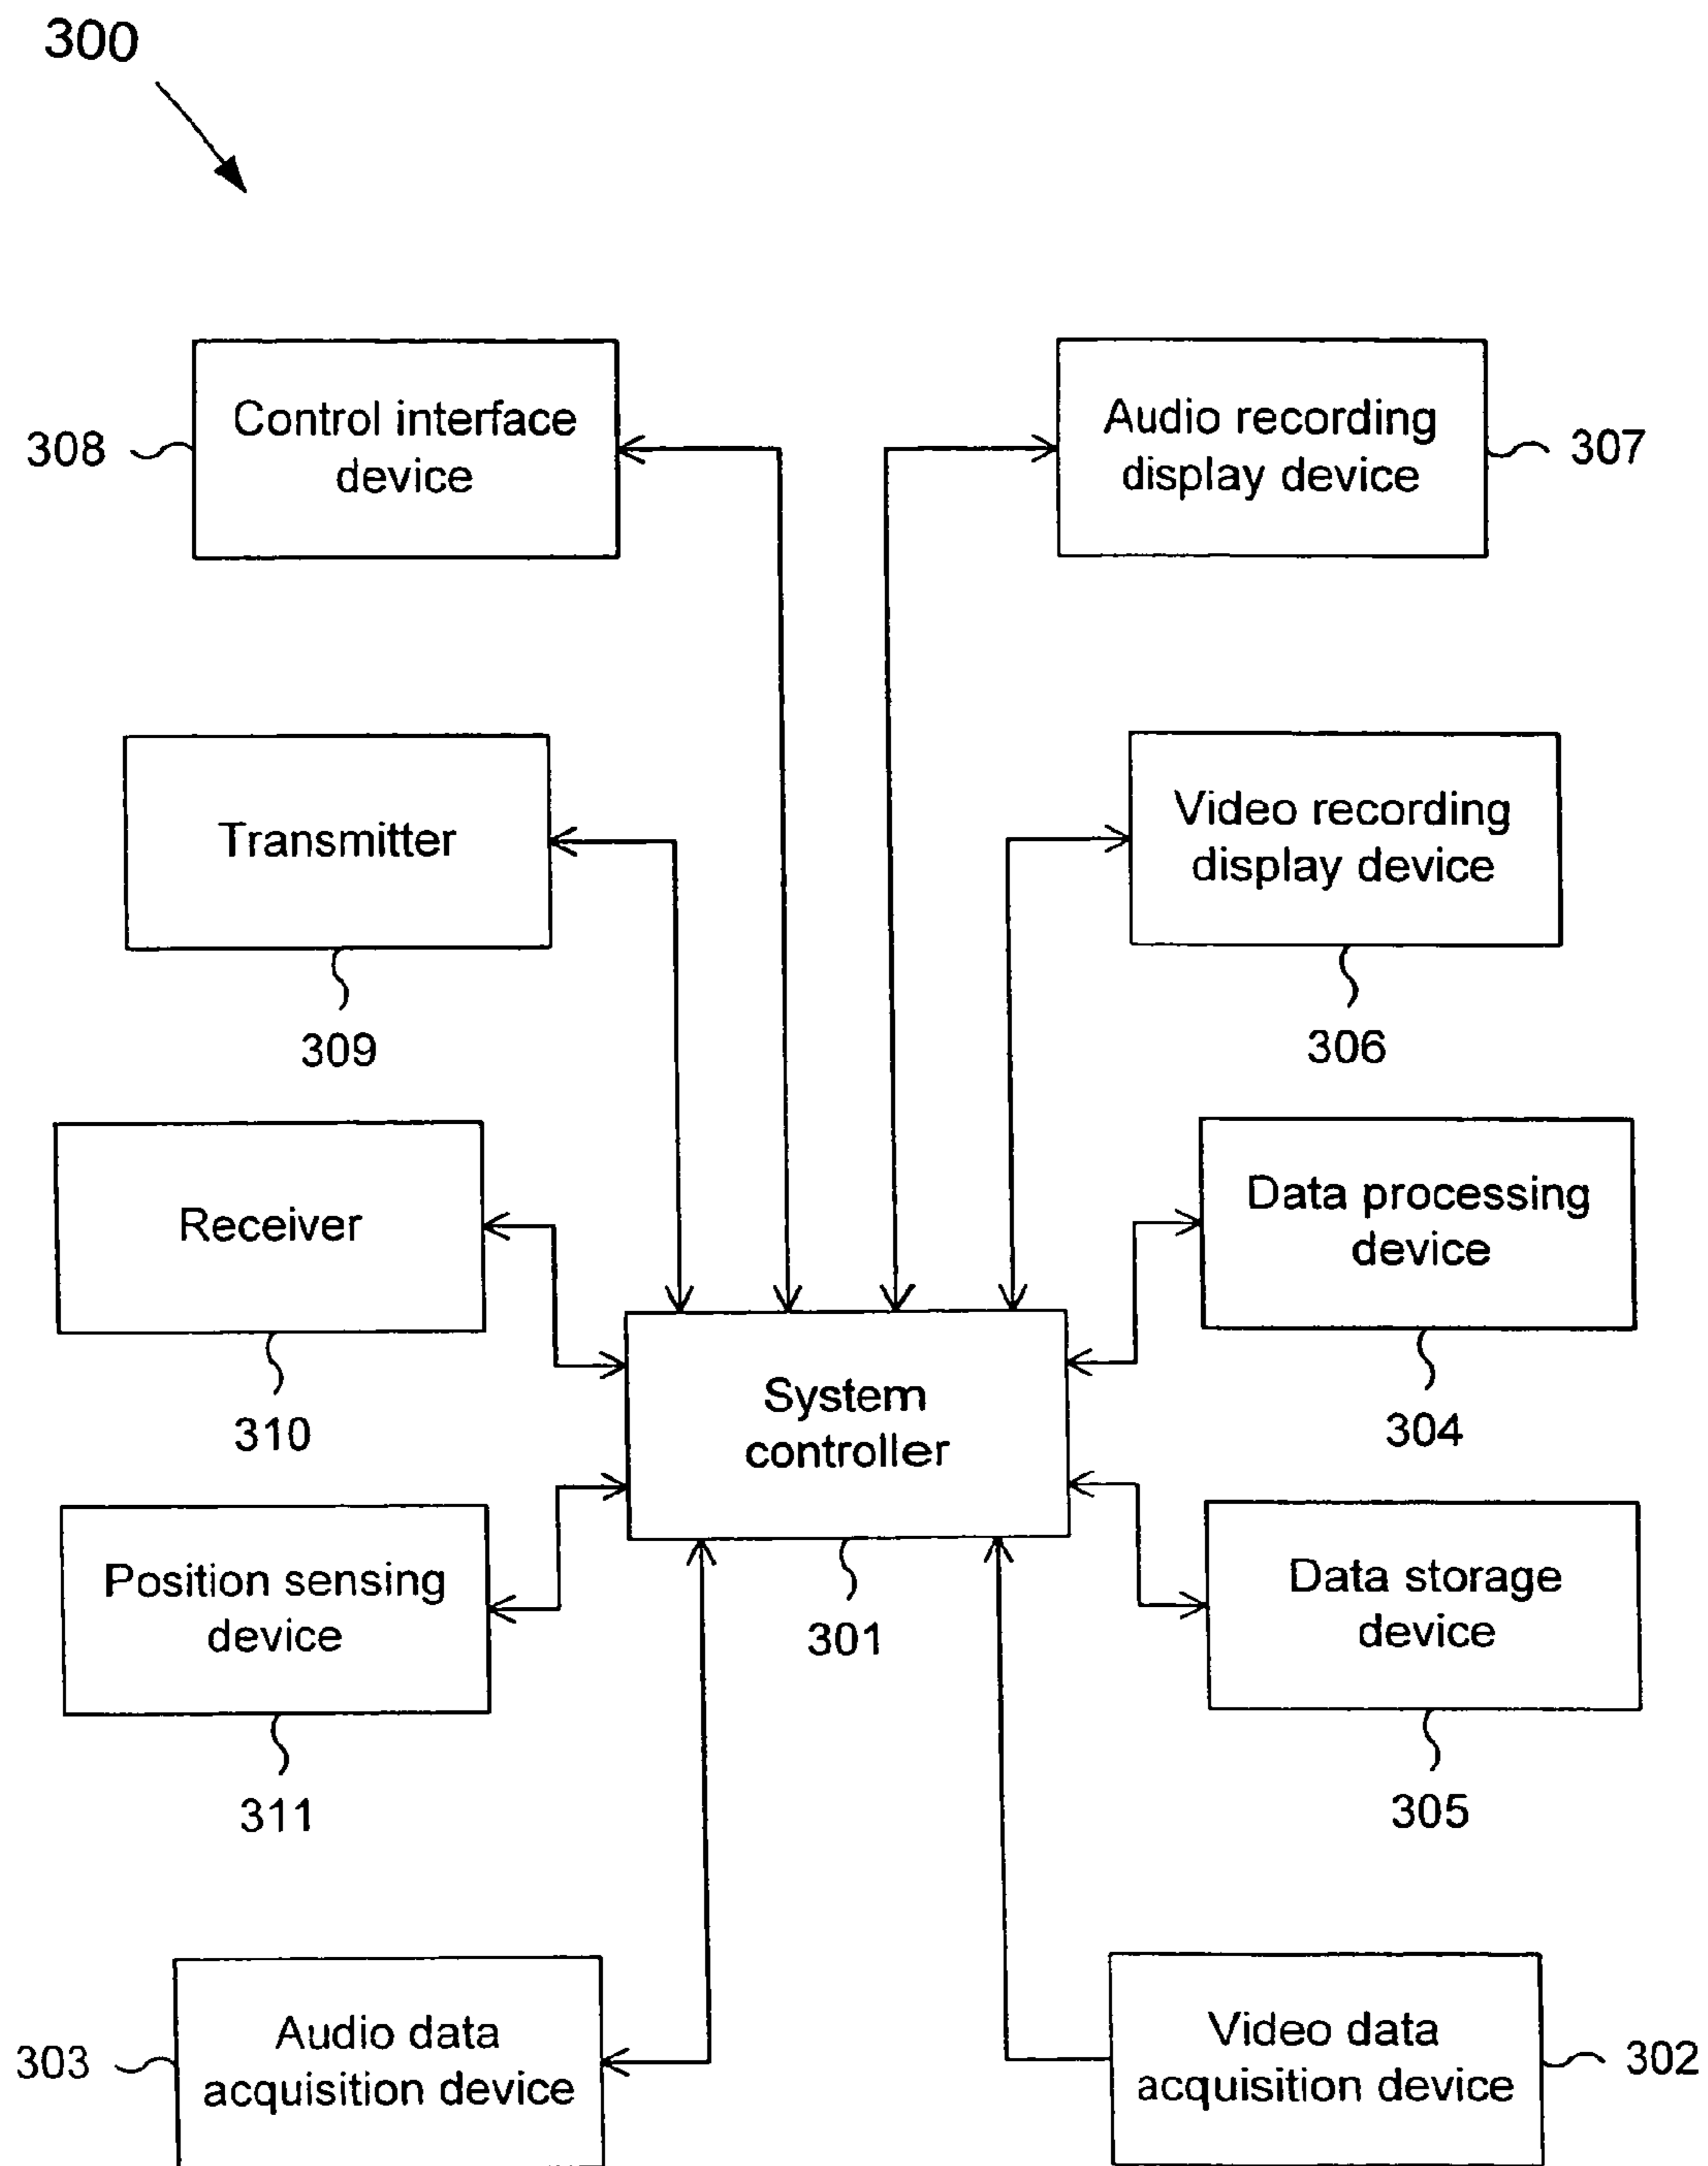 300
Control interface
device
308
Audio recording
display device
307
Transmitter
309
Video recording
display device
306
Receiver
310
Data processing
device
304
System
controller
301
Position sensing
device
311
Data storage
device
305
Audio data
acquisition device
303
Video data
acquisition device
302